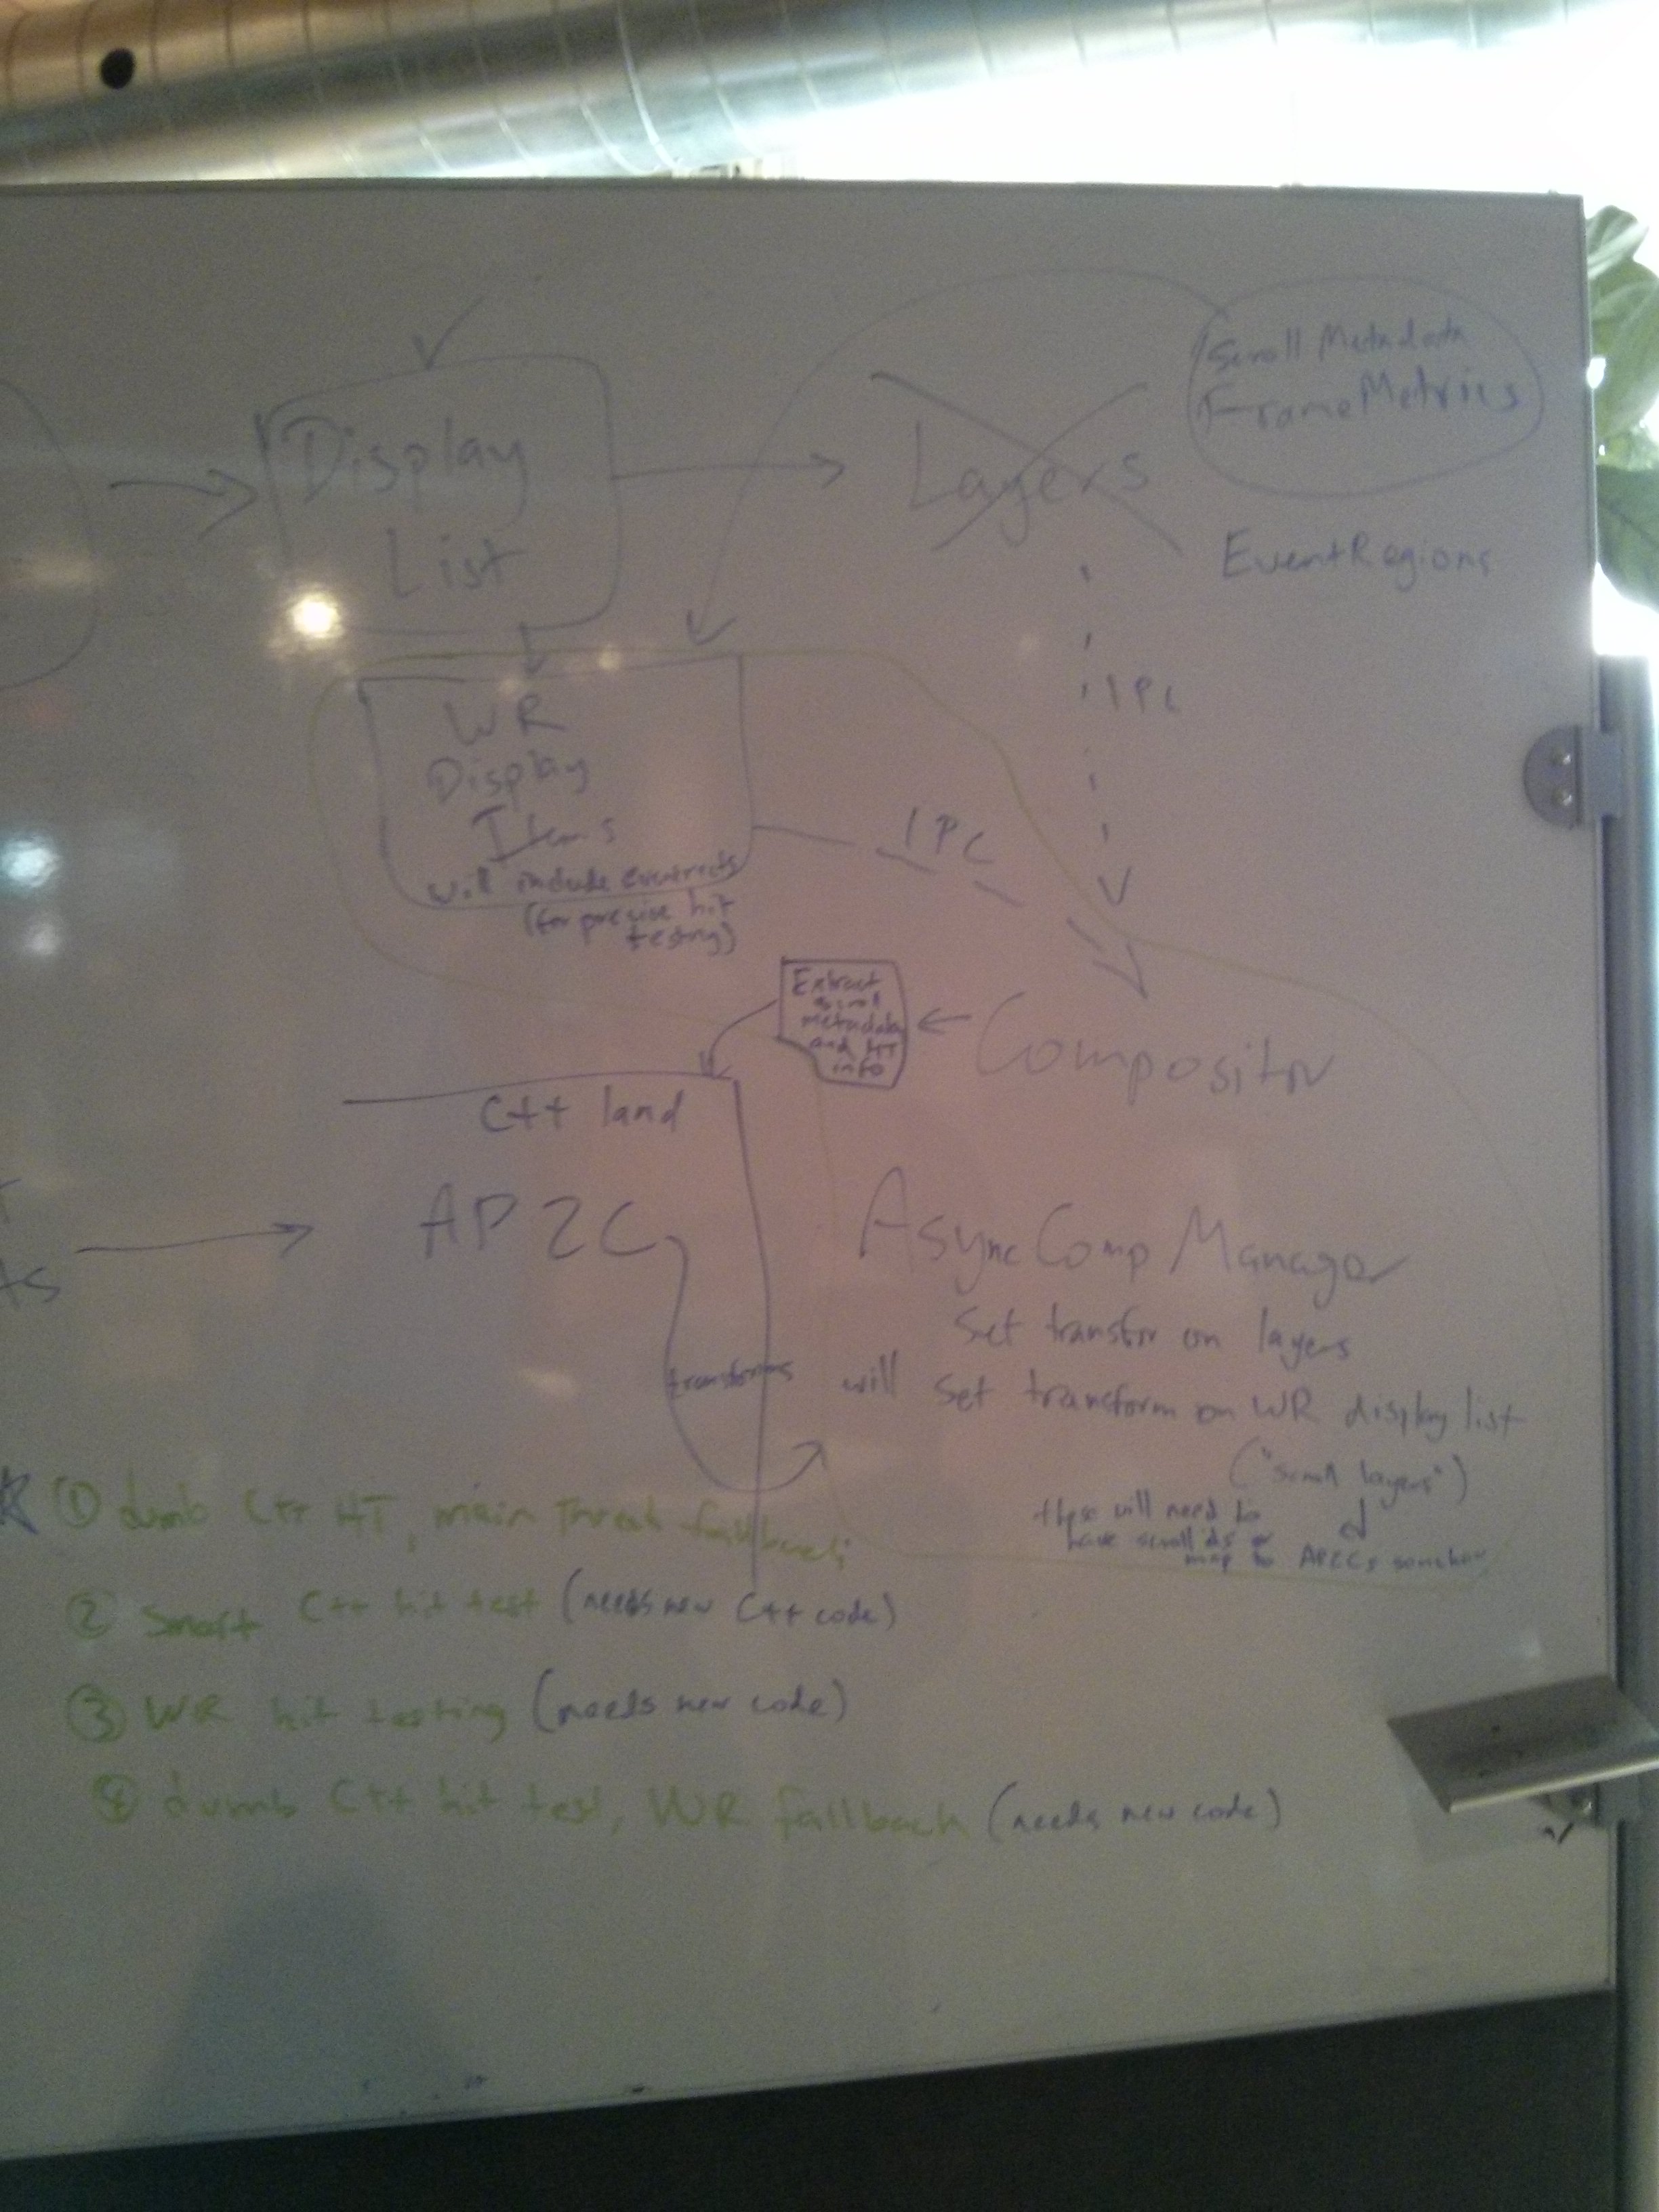 Scroll Metadata
FrameMetrics
Display
List
Layers
EventRegions
IPC
WR
Display
Items
will include eventrects
(for precise hit
testing)
IPC
Extract
scroll
metadata
and HT
info
Compositor
C++ land
APZC
AsyncCompManager
Set transfor on layers
transforms
will set transform on WR display list
("scroll layers")
these will need to
have scroll ids or
map to APZCs somehow
① dumb C++ HT, main thread fallback
② Smart C++ hit test (needs new C++ code)
③ WR hit testing (needs new code)
④ dumb C++ hit test, WR fallback (needs new code)